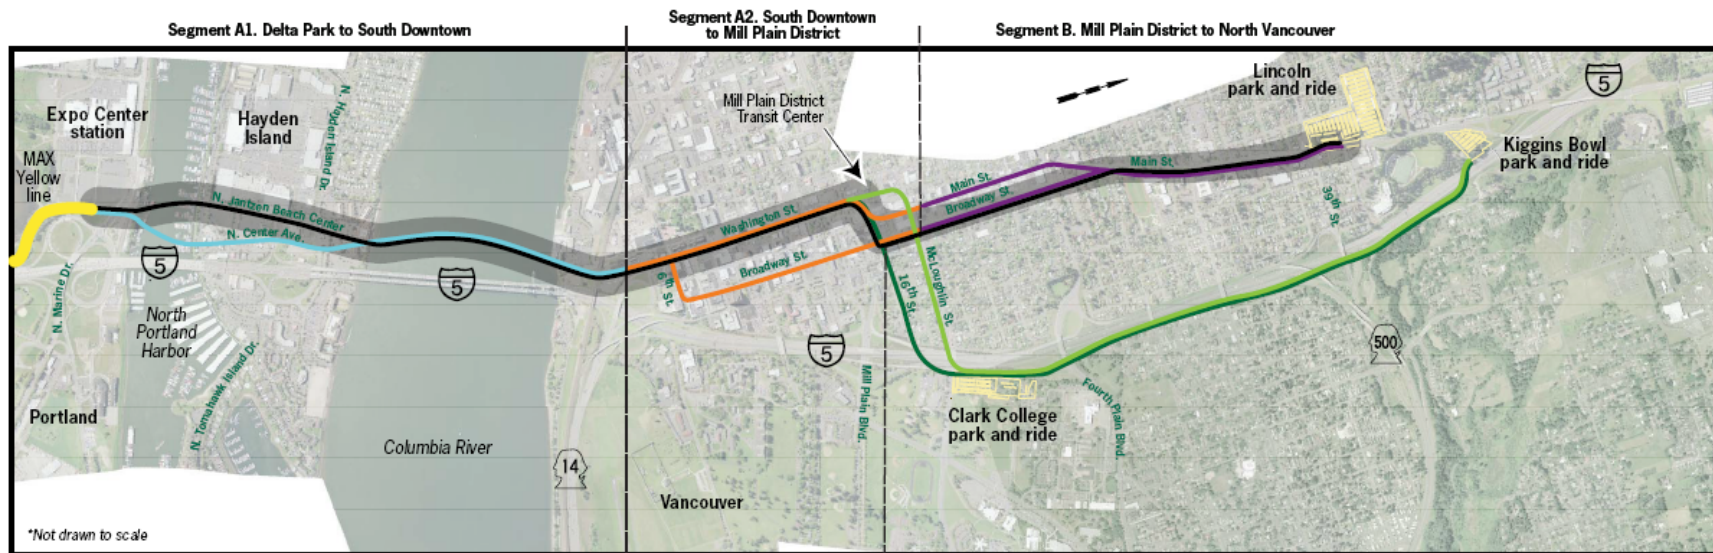 Segment A1. Delta Park to South Downtown
Segment A2. South Downtown
to Mill Plain District
Segment B. Mill Plain District to North Vancouver
Expo Center
station
MAX
Yellow
line
Hayden
Island
N. Hayden Island Dr.
N. Jantzen Beach Center
N. Center Ave.
N. Marine Dr.
5
North
Portland
Harbor
N. Tomahawk Island Dr.
Portland
*Not drawn to scale
5
Columbia River
14
Mill Plain District
Transit Center
Waghington St.
Broadway St.
6th St.
5
Vancouver
Mill Plain Blvd.
16th St.
McLoughlin St.
Main St.
Broadway St.
Main St.
Clark College
park and ride
Fourth Plain Blvd.
39th St.
500
Lincoln
park and ride
5
Kiggins Bowl
park and ride